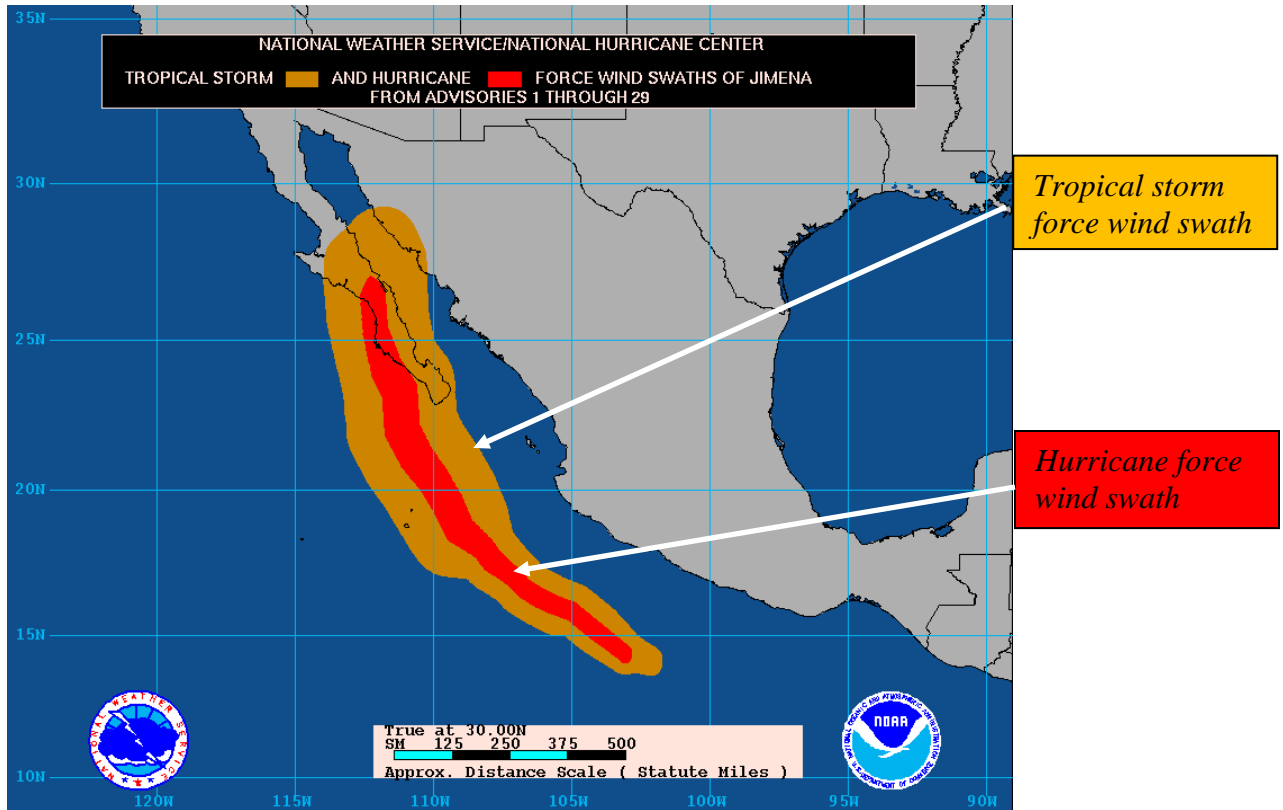 35N
NATIONAL WEATHER SERVICE/NATIONAL HURRICANE CENTER
TROPICAL STORM AND HURRICANE FORCE WIND SWATHS OF JIMENA
FROM ADVISORIES 1 THROUGH 29
30N
Tropical storm
force wind swath
25N
Hurricane force
wind swath
20N
15N
NATIONAL WEATHER SERVICE
True at 30.00N
SM 125 250 375 500
Approx. Distance Scale ( Statute Miles )
NOAA
10N
120W 115W 110W 105W 100W 95W 90W